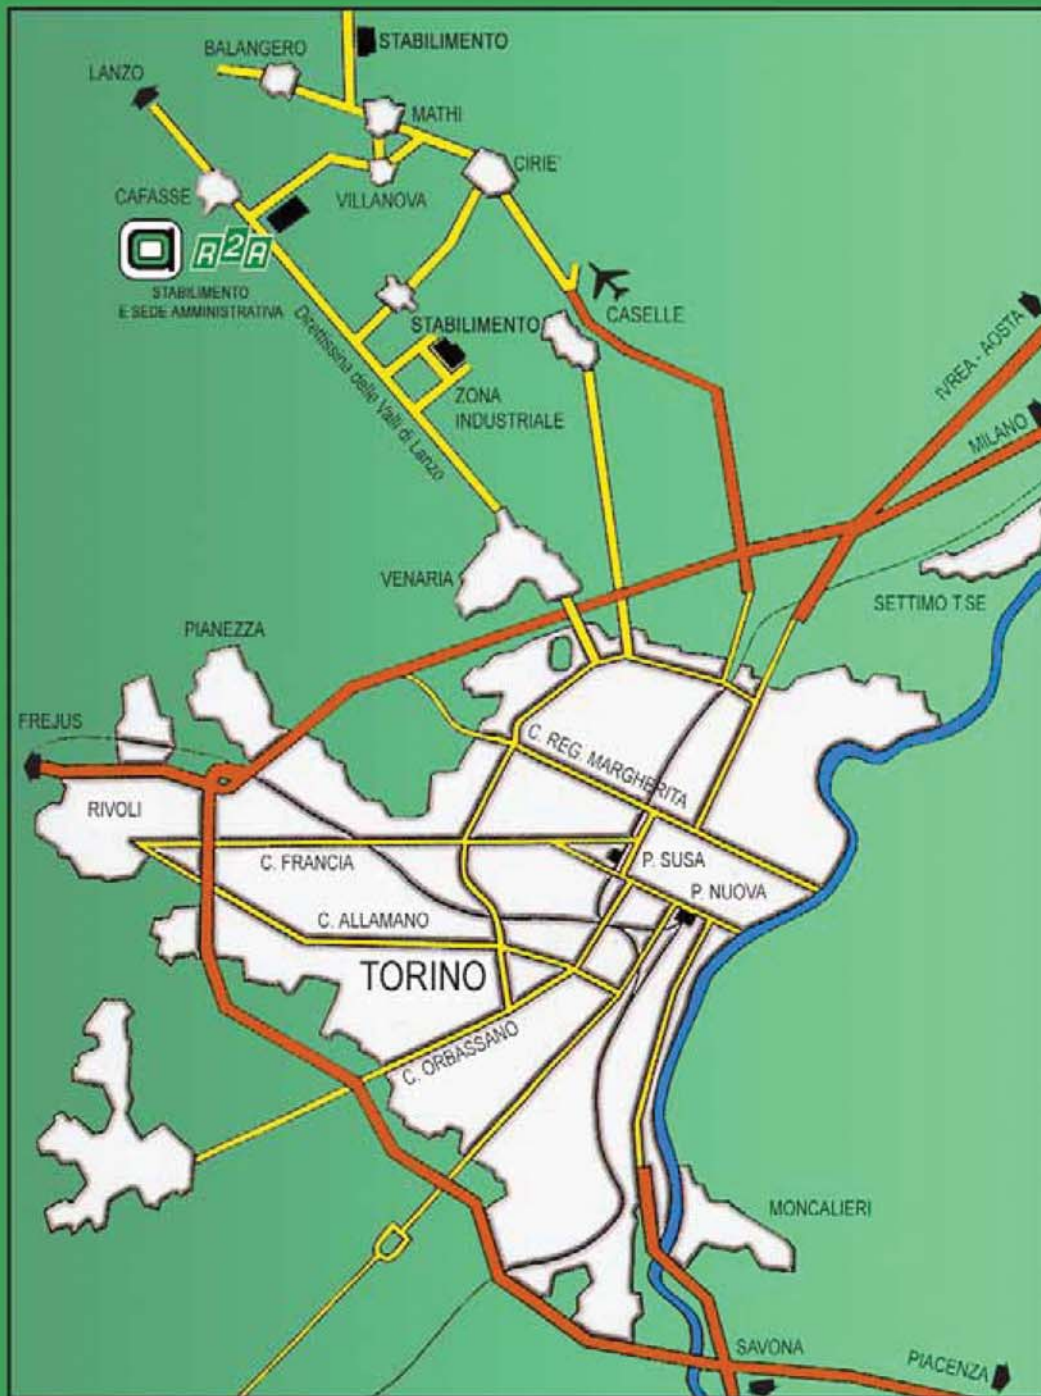 STABILIMENTO
BALANGERO
LANZO
MATHI
CIRIE'
CAFASSE
VILLANOVA
R2A
STABILIMENTO
E SEDE AMMINISTRATIVA
CASELLE
STABILIMENTO
IVREA - AOSTA
Direttissina delle Valli di Lanzo
ZONA
INDUSTRIALE
MILANO
VENARIA
SETTIMO T.SE
PIANEZZA
FREJUS
C. REG. MARGHERITA
RIVOLI
C. FRANCIA
P. SUSA
P. NUOVA
C. ALLAMANO
TORINO
C. ORBASSANO
MONCALIERI
SAVONA
PIACENZA